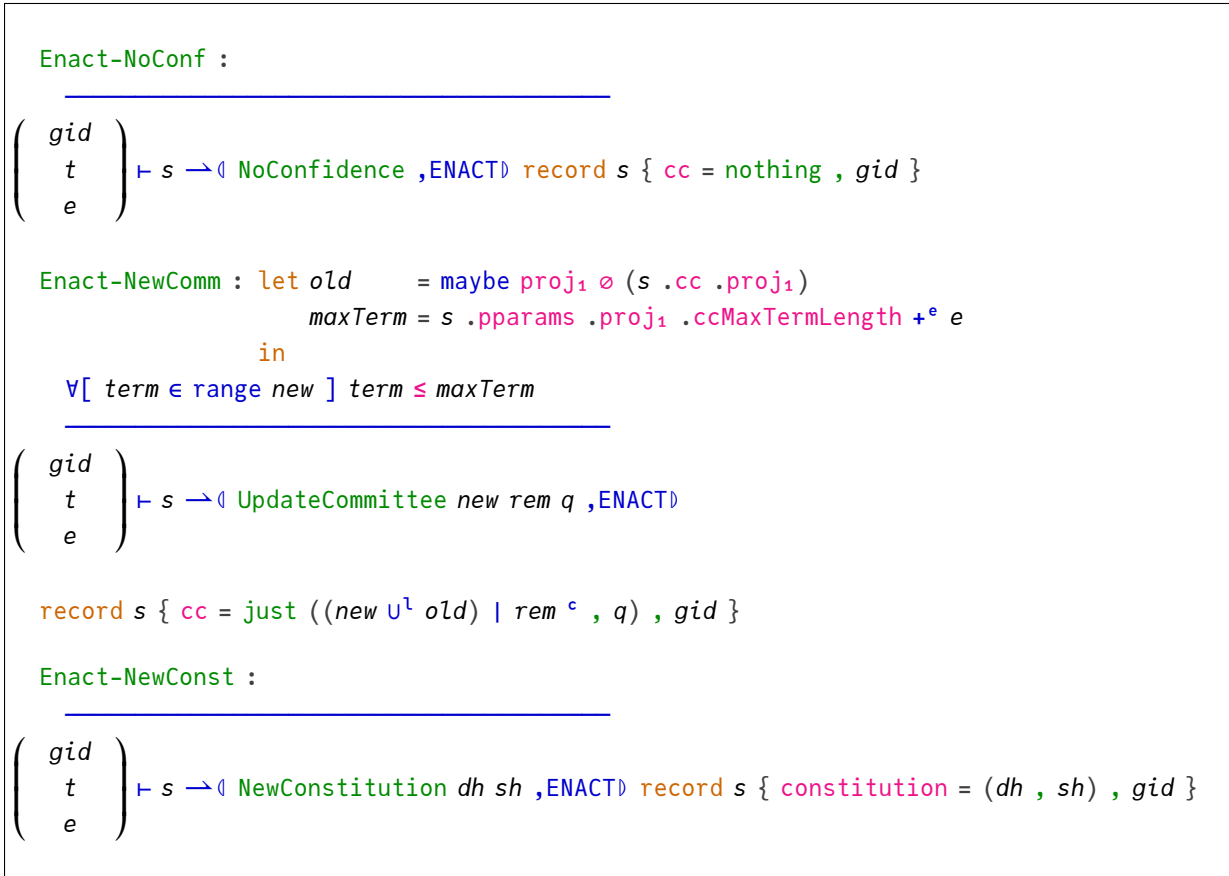 Enact-NoConf :
────────────────────────────────
gid
t
e
⊢ s ⇀⦇ NoConfidence ,ENACT⦈ record s { cc = nothing , gid }
Enact-NewComm : let old = maybe proj₁ ∅ (s .cc .proj₁)
maxTerm = s .pparams .proj₁ .ccMaxTermLength +ᵉ e
in
∀[ term ∈ range new ] term ≤ maxTerm
────────────────────────────────
gid
t
e
⊢ s ⇀⦇ UpdateCommittee new rem q ,ENACT⦈
record s { cc = just ((new ∪ˡ old) ∣ rem ᶜ , q) , gid }
Enact-NewConst :
────────────────────────────────
gid
t
e
⊢ s ⇀⦇ NewConstitution dh sh ,ENACT⦈ record s { constitution = (dh , sh) , gid }